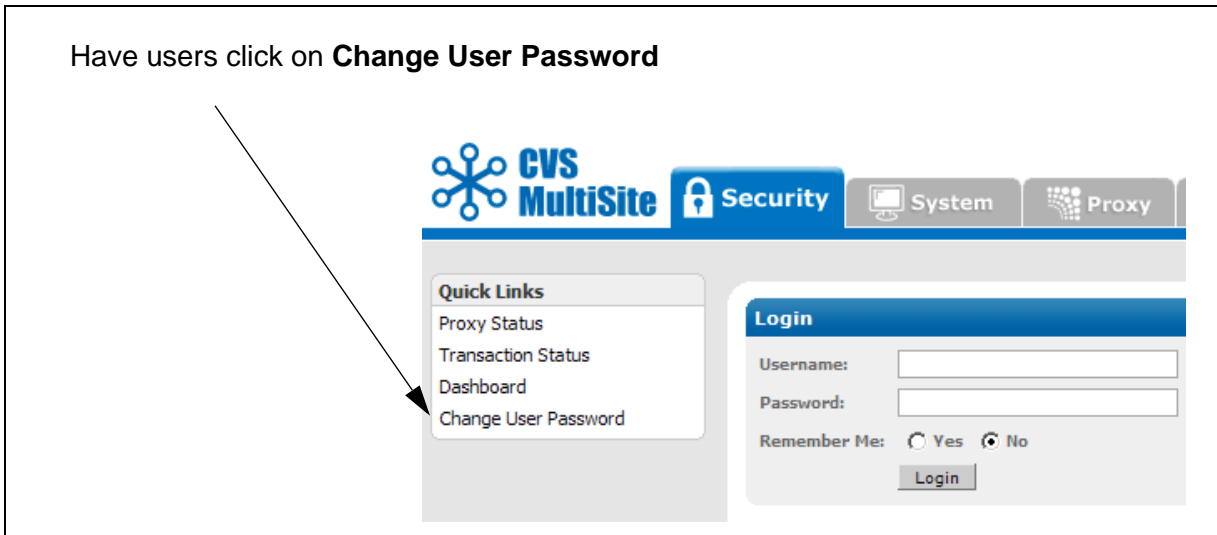 Have users click on Change User Password
CVS
MultiSite
Security
System
Proxy
Quick Links
Proxy Status
Transaction Status
Dashboard
Change User Password
Login
Username:
Password:
Remember Me: Yes No
Login